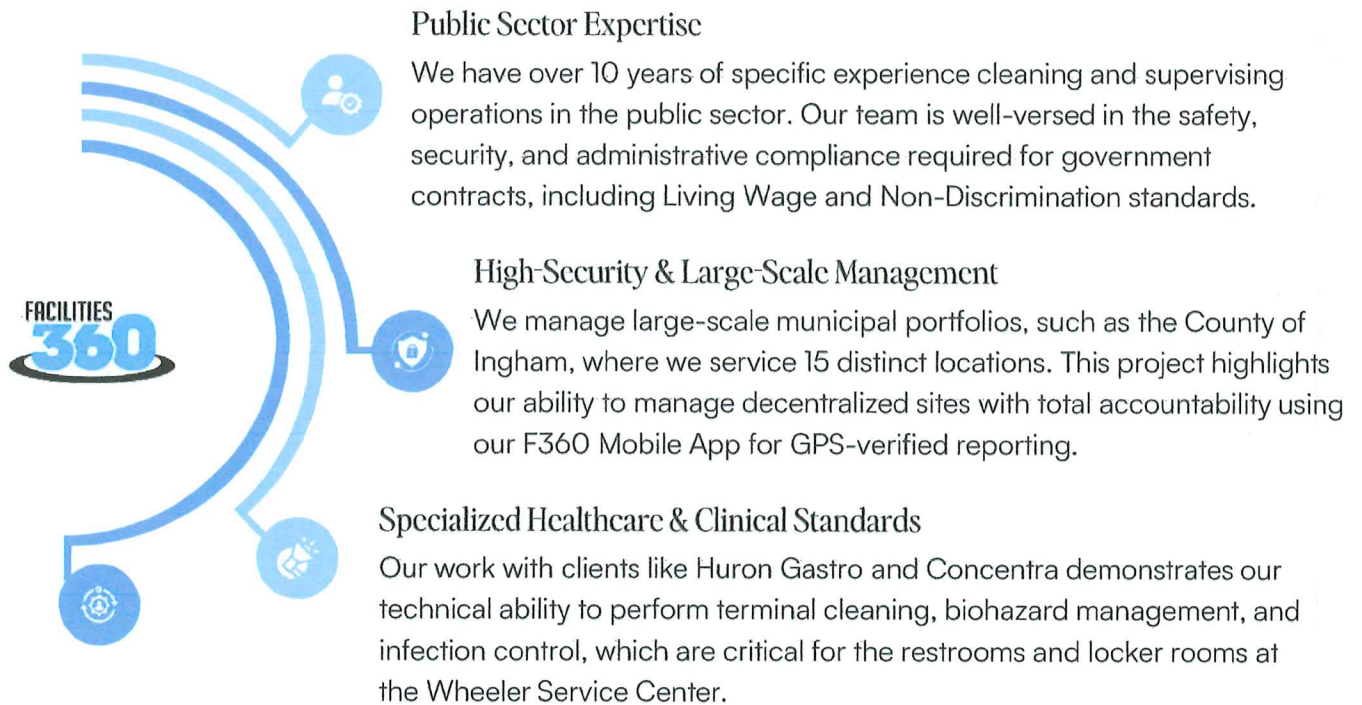 Public Sector Expertise
We have over 10 years of specific experience cleaning and supervising
operations in the public sector. Our team is well-versed in the safety,
security, and administrative compliance required for government
contracts, including Living Wage and Non-Discrimination standards.
High-Security & Large-Scale Management
We manage large-scale municipal portfolios, such as the County of
Ingham, where we service 15 distinct locations. This project highlights
our ability to manage decentralized sites with total accountability using
our F360 Mobile App for GPS-verified reporting.
FACILITIES
360
Specialized Healthcare & Clinical Standards
Our work with clients like Huron Gastro and Concentra demonstrates our
technical ability to perform terminal cleaning, biohazard management, and
infection control, which are critical for the restrooms and locker rooms at
the Wheeler Service Center.